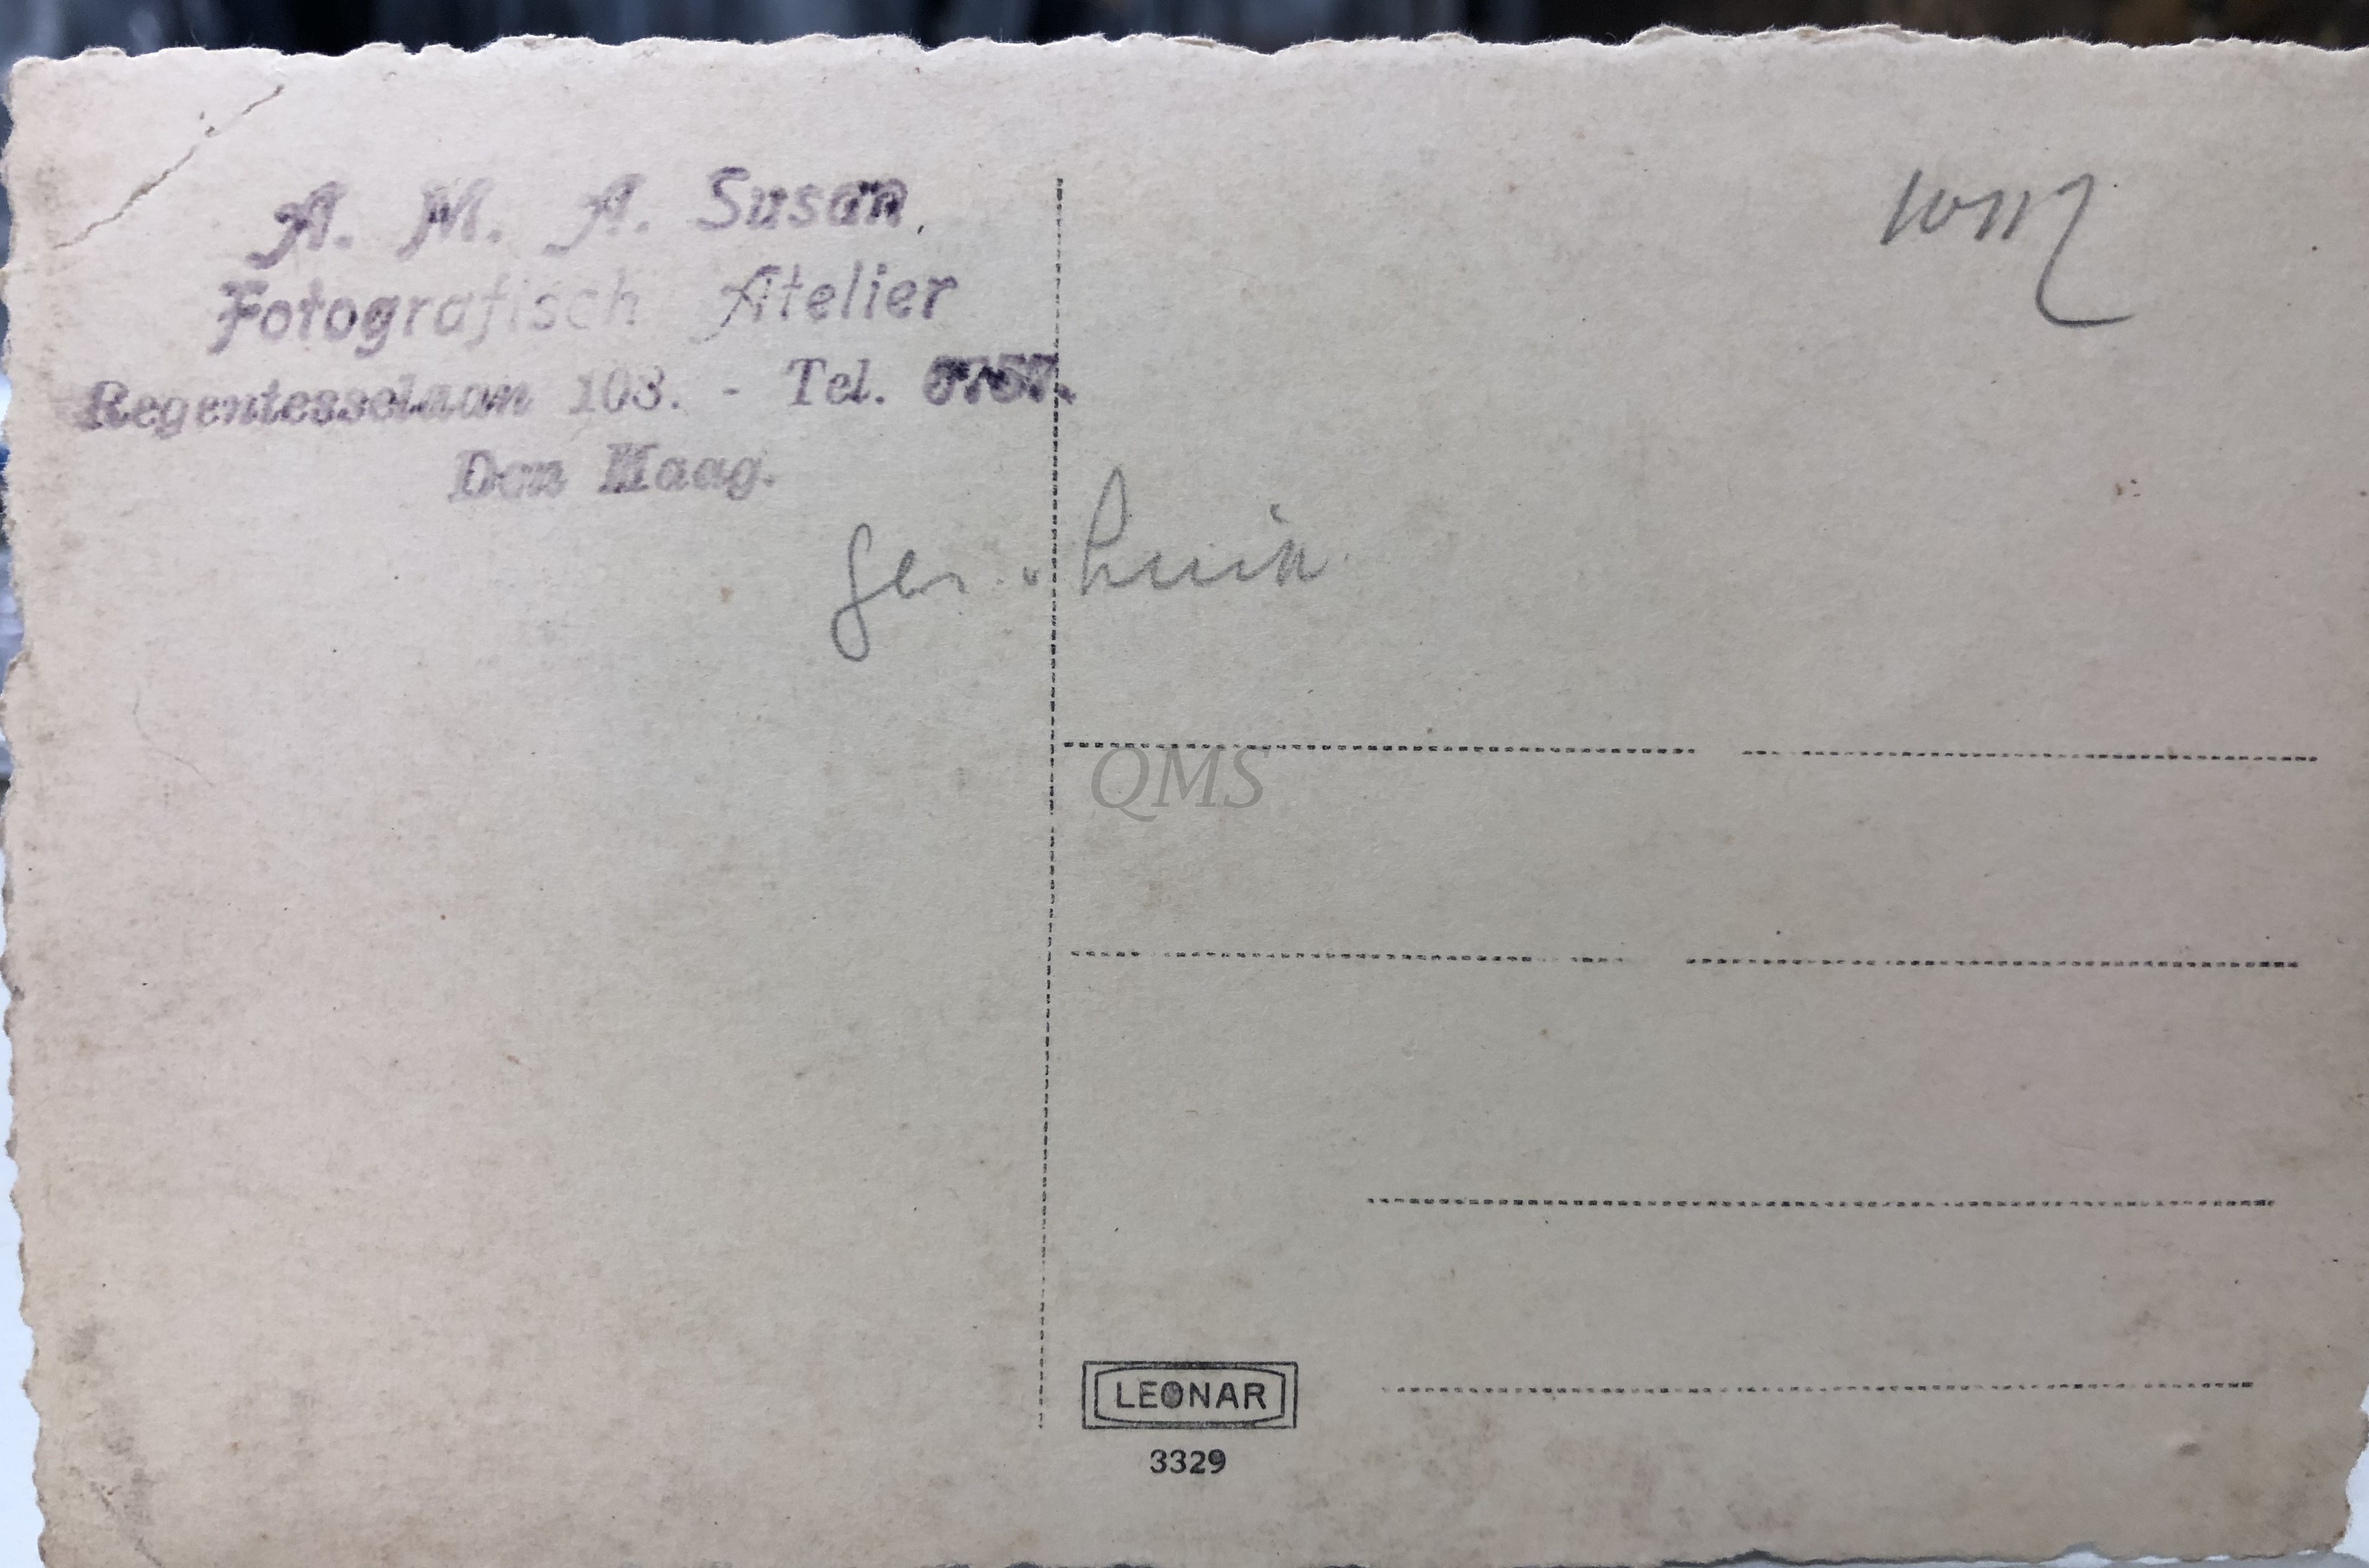 A. M. A. Susan,
Fotografisch Atelier
Regentesselaan 103. - Tel.
Den Haag.
QMS
LEONAR
3329